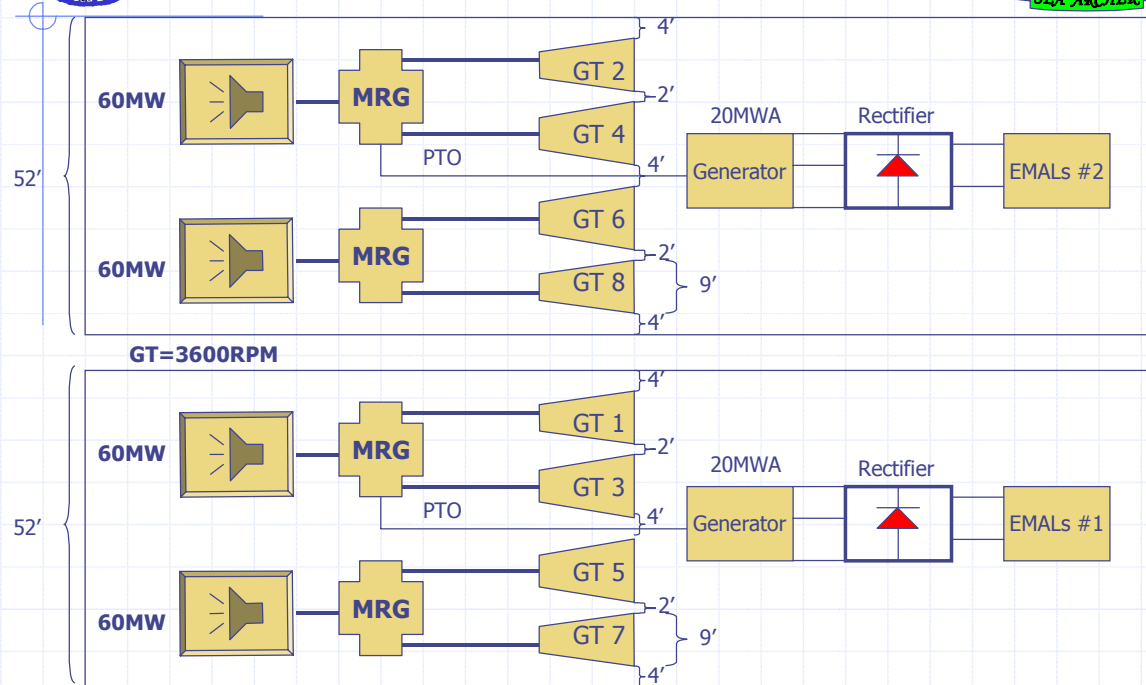 SEA ARCHER
4’
GT 2
60MW
MRG
2’
20MWA
Rectifier
GT 4
PTO
4’
52’
Generator
EMALs #2
GT 6
2’
MRG
60MW
GT 8
9’
4’
GT=3600RPM
4’
GT 1
60MW
MRG
2’
20MWA
Rectifier
GT 3
PTO
4’
52’
Generator
EMALs #1
GT 5
2’
MRG
60MW
GT 7
9’
4’